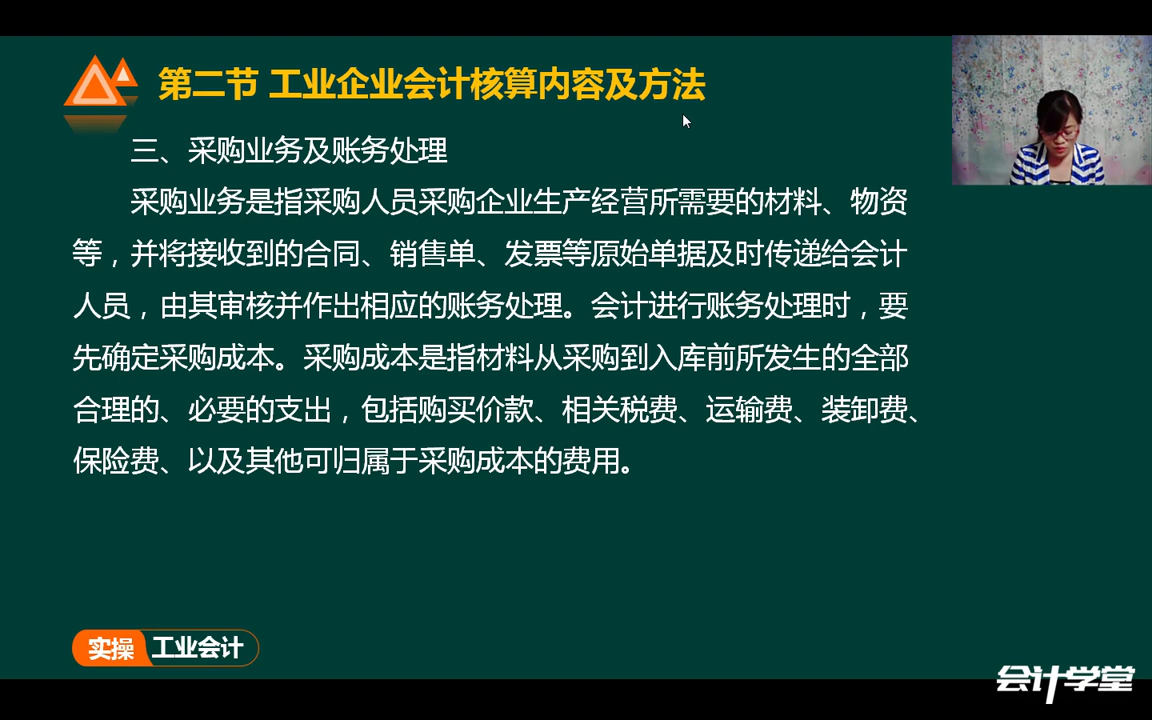 第二节 工业企业会计核算内容及方法
三、采购业务及账务处理
采购业务是指采购人员采购企业生产经营所需要的材料、物资
等，并将接收到的合同、销售单、发票等原始单据及时传递给会计
人员，由其审核并作出相应的账务处理。会计进行账务处理时，要
先确定采购成本。采购成本是指材料从采购到入库前所发生的全部
合理的、必要的支出，包括购买价款、相关税费、运输费、装卸费、
保险费、以及其他可归属于采购成本的费用。
实操 工业会计
会计学堂